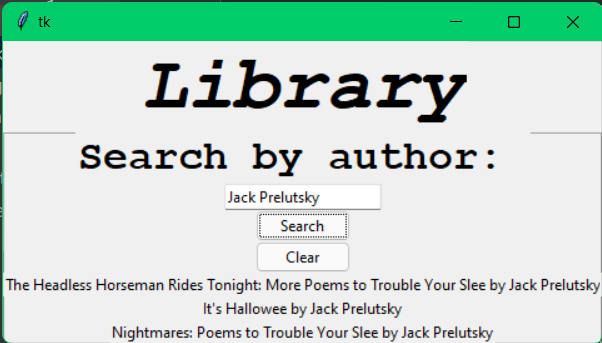 tk
Library
Search by author:
Jack Prelutsky
Search
Clear
The Headless Horseman Rides Tonight: More Poems to Trouble Your Slee by Jack Prelutsky
It's Hallowee by Jack Prelutsky
Nightmares: Poems to Trouble Your Slee by Jack Prelutsky